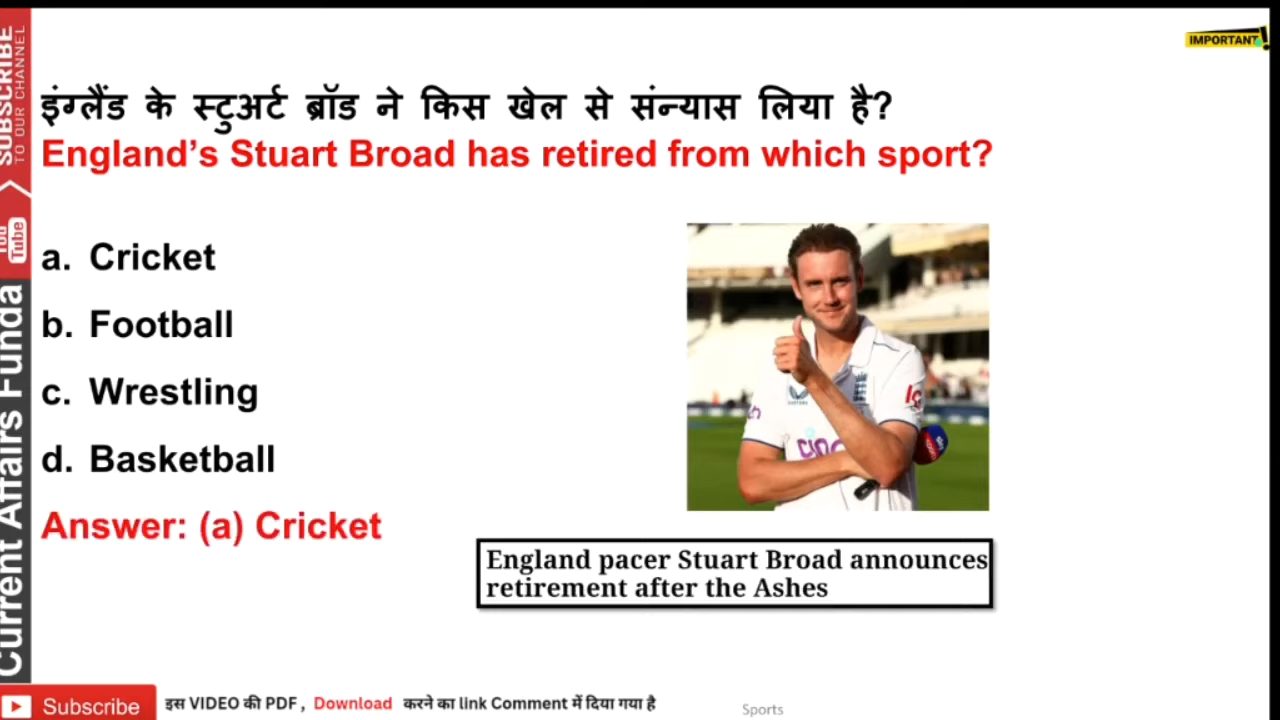 IMPORTANT!
इंग्लैंड के स्टुअर्ट ब्रॉड ने किस खेल से संन्यास लिया है?
England’s Stuart Broad has retired from which sport?
a. Cricket
b. Football
c. Wrestling
d. Basketball
Answer: (a) Cricket
England pacer Stuart Broad announces
retirement after the Ashes
SUBSCRIBE
TO OUR CHANNEL
You
Tube
Current Affairs Funda
Subscribe
इस VIDEO की PDF , Download करने का link Comment में दिया गया है
Sports